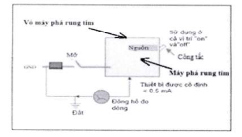 Vỏ máy phá rung tim
Sử dụng ở
cả vị trí "on"
và "off"
Nguồn
Mở
Công tắc
Máy phá rung tim
Thiết bị được cố định
< 0.5 mA
Đồng hồ đo
dòng
Đất